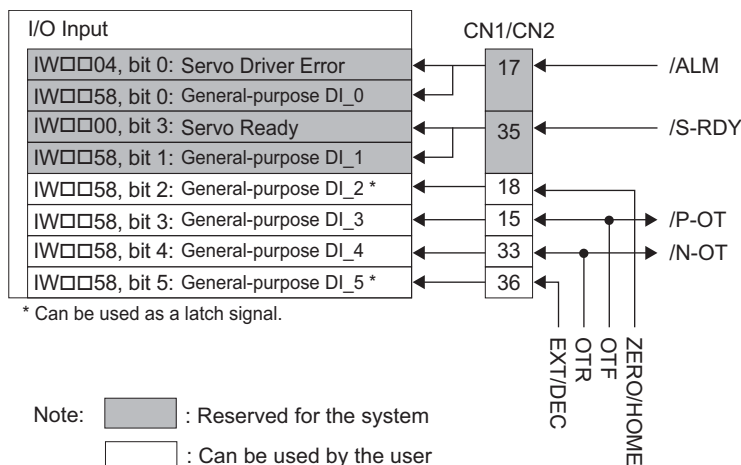 I/O Input
CN1/CN2
IW□□04, bit 0: Servo Driver Error
17
/ALM
IW□□58, bit 0: General-purpose DI_0
IW□□00, bit 3: Servo Ready
35
/S-RDY
IW□□58, bit 1: General-purpose DI_1
IW□□58, bit 2: General-purpose DI_2 *
18
IW□□58, bit 3: General-purpose DI_3
15
/P-OT
IW□□58, bit 4: General-purpose DI_4
33
/N-OT
IW□□58, bit 5: General-purpose DI_5 *
36
* Can be used as a latch signal.
EXT/DEC
OTR
OTF
ZERO/HOME
Note:
: Reserved for the system
: Can be used by the user